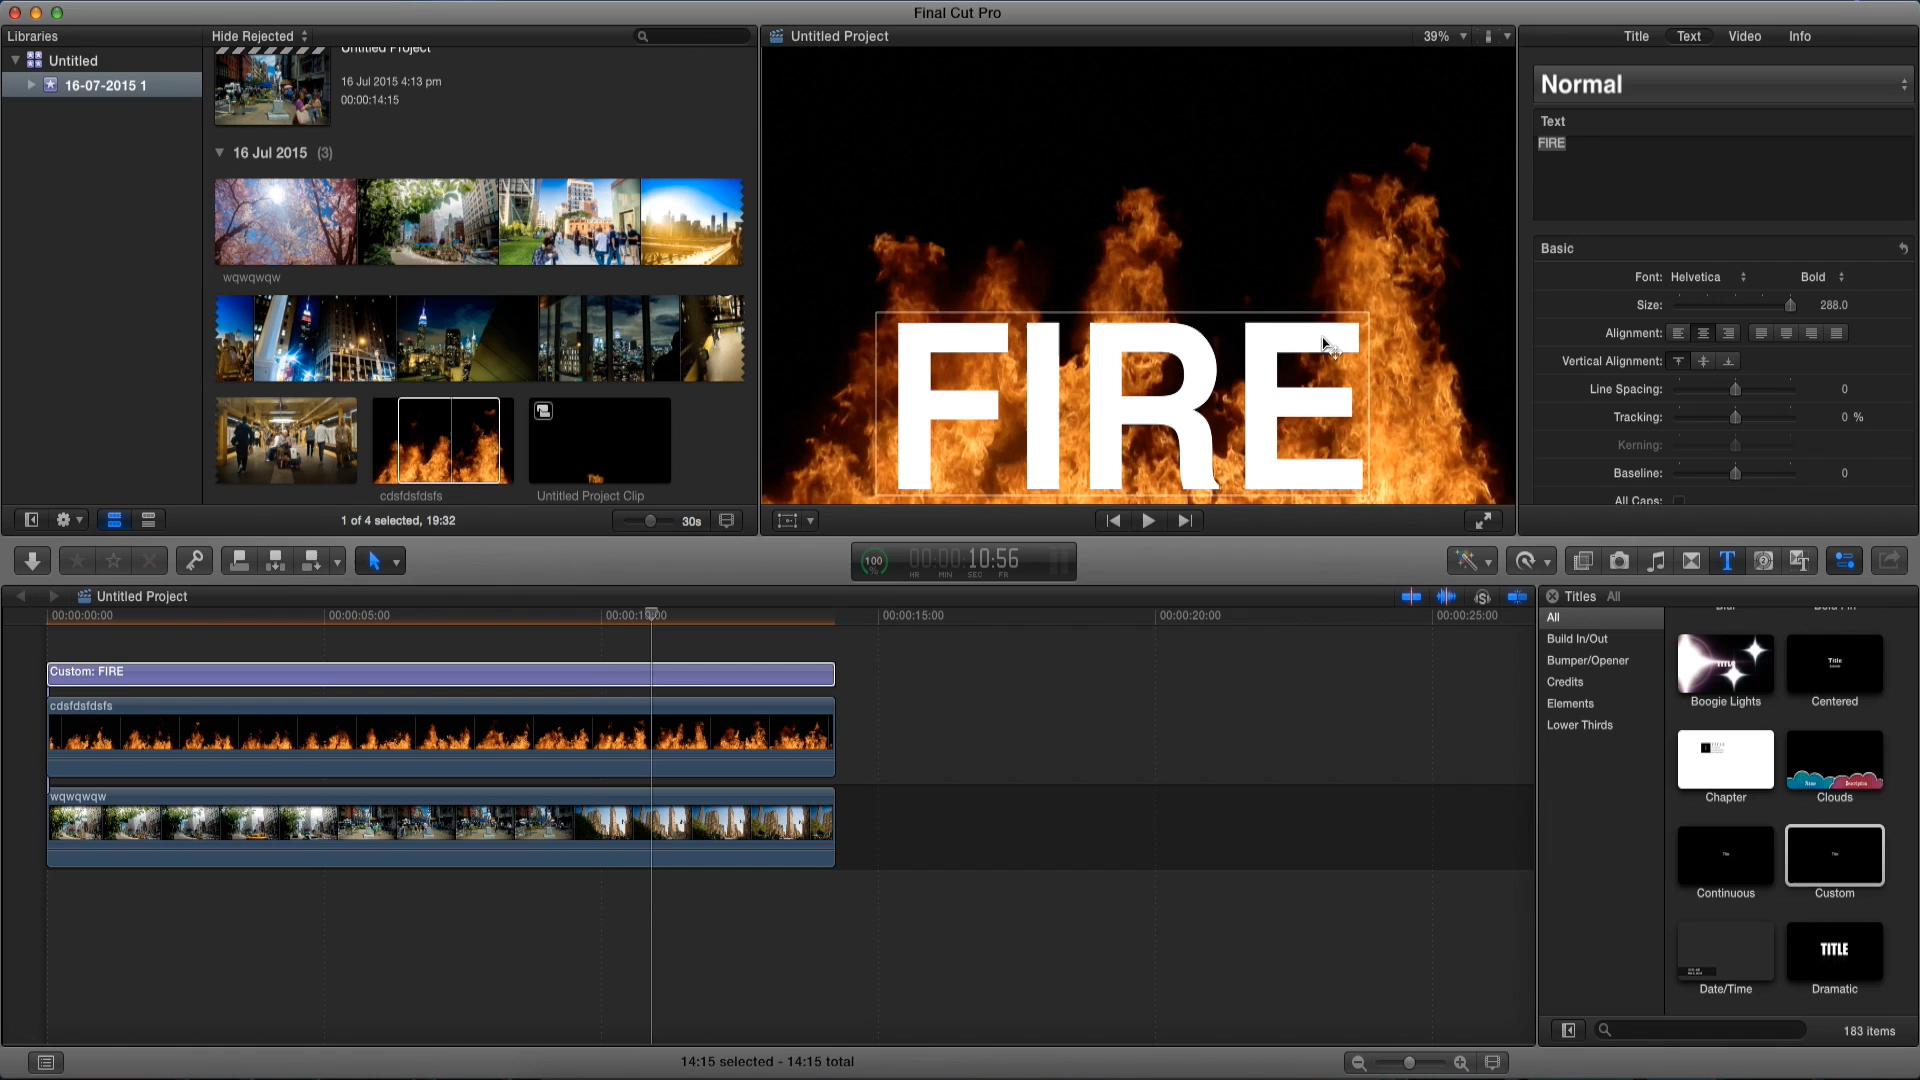 Final Cut Pro
Libraries
Hide Rejected
Untitled
16-07-2015 1
Untitled Project
16 Jul 2015 4:13 pm
00:00:14:15
16 Jul 2015 (3)
wqwqwqw
cdsfdsfdsfs
Untitled Project Clip
1 of 4 selected, 19:32
30s
Untitled Project
39%
FIRE
Title Text Video Info
Normal
Text
FIRE
Basic
Font: Helvetica Bold
Size: 288.0
Alignment:
Vertical Alignment:
Line Spacing: 0
Tracking: 0 %
Kerning:
Baseline: 0
All Caps:
100
%
00:00:10:56
HR MIN SEC FR
Untitled Project
00:00:00:00
00:00:05:00
00:00:10:00
00:00:15:00
00:00:20:00
00:00:25:00
Custom: FIRE
cdsfdsfdsfs
wqwqwqw
14:15 selected - 14:15 total
Titles All
All
Build In/Out
Bumper/Opener
Credits
Elements
Lower Thirds
Title
Boogie Lights
Centered
Chapter
Clouds
Continuous
Custom
TITLE
Date/Time
Dramatic
183 items